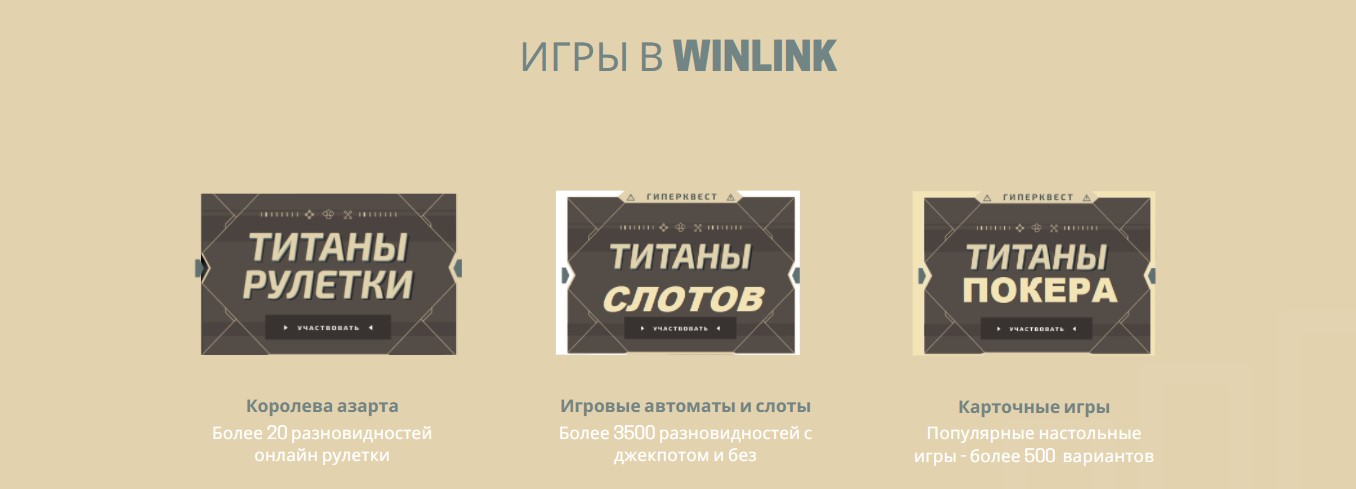 ИГРЫ В WINLINK
ТИТАНЫ
РУЛЕТКИ
УЧАСТВОВАТЬ
Королева азарта
Более 20 разновидностей
онлайн рулетки
ГИПЕРКВЕСТ
ТИТАНЫ
СЛОТОВ
УЧАСТВОВАТЬ
Игровые автоматы и слоты
Более 3500 разновидностей с
джекпотом и без
ГИПЕРКВЕСТ
ТИТАНЫ
ПОКЕРА
УЧАСТВОВАТЬ
Карточные игры
Популярные настольные
игры - более 500 вариантов